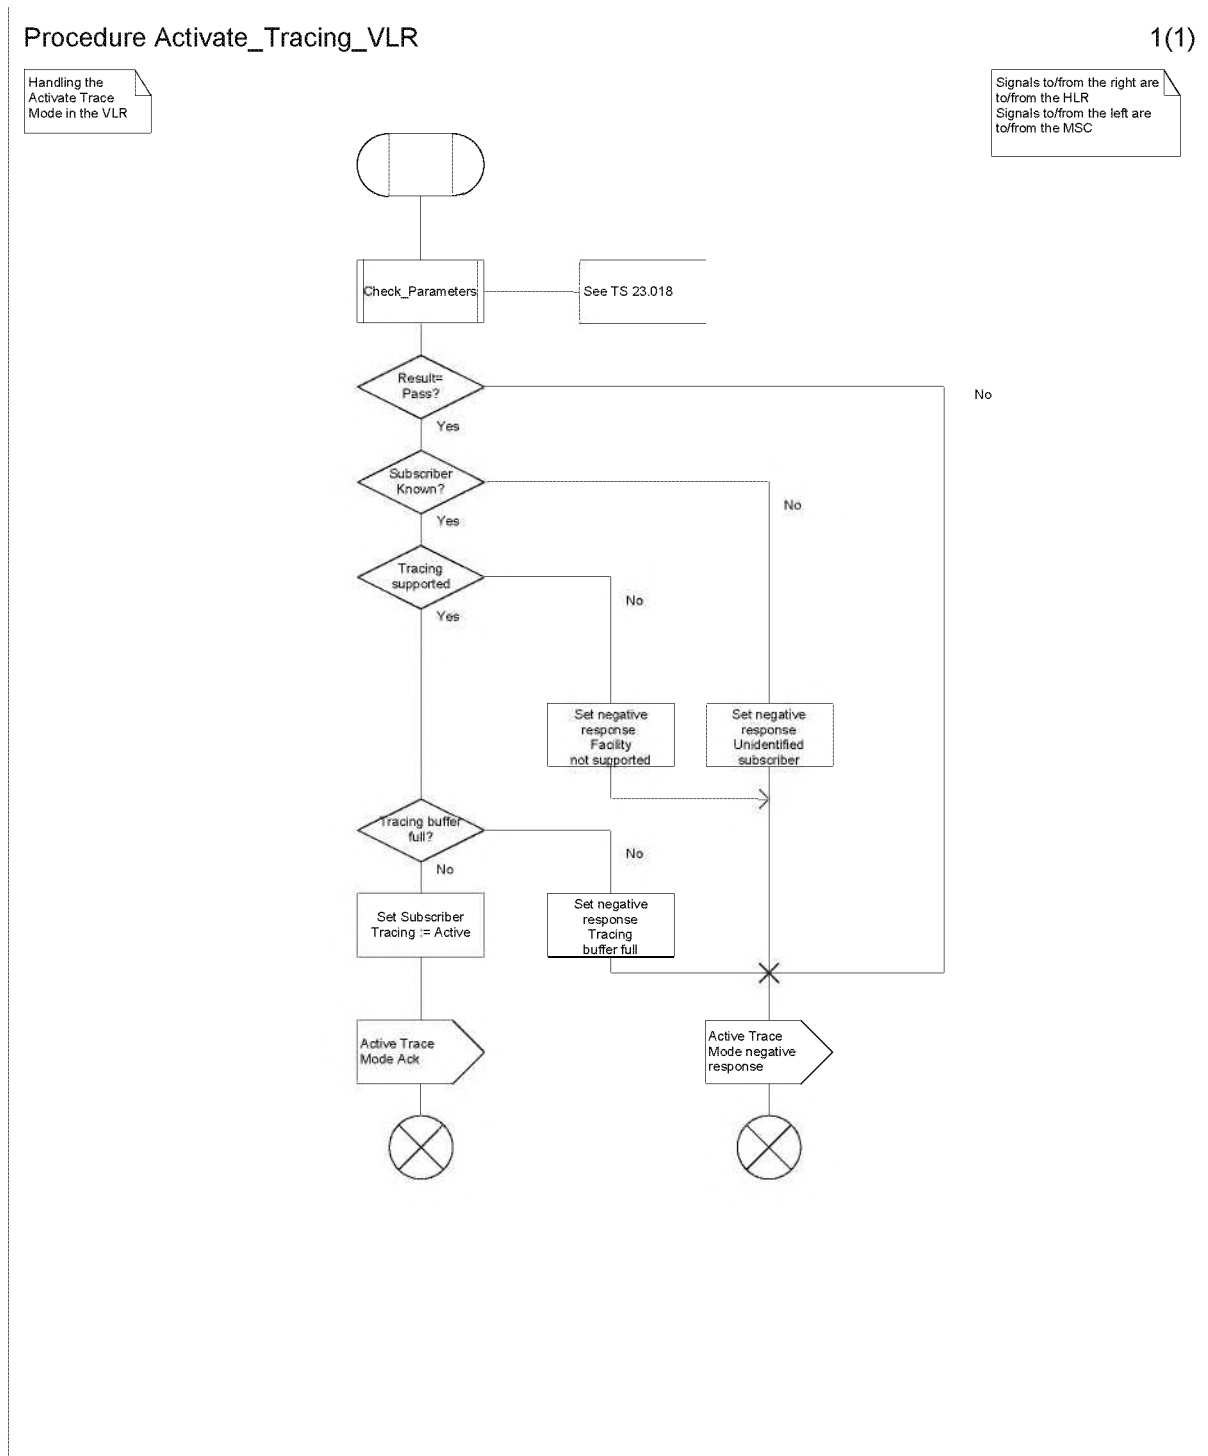 Procedure Activate_Tracing_VLR
1(1)
Handling the
Activate Trace
Mode in the VLR
Signals to/from the right are
to/from the HLR
Signals to/from the left are
to/from the MSC
Check_Parameters
See TS 23.018
Result=
Pass?
No
Yes
Subscriber
Known?
No
Yes
Tracing
supported
No
Yes
Set negative
response
Facility
not supported
Set negative
response
Unidentified
subscriber
Tracing buffer
full?
No
No
Set Subscriber
Tracing := Active
Set negative
response
Tracing
buffer full
Active Trace
Mode Ack
Active Trace
Mode negative
response